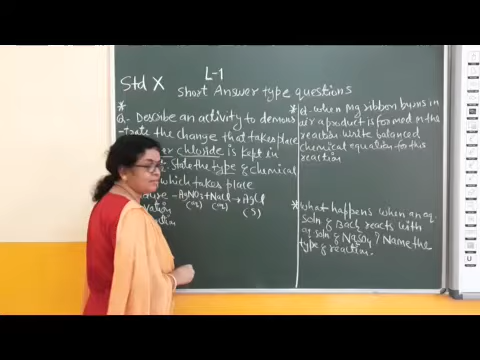 Std X
L-1
Short Answer type questions
*
Q- Describe an activity to demons
-trate the change that takes place
chloride is kept in
State the type of chemical
which takes place
- AgNO3 + NaCl → AgCl
(aq) (aq) (s)
* Q. When Mg ribbon burns in
air a product is formed in this
reaction Write balanced
chemical equation for this
reaction
* What happens when an aq.
soln of Bacl2 reacts with
aq soln of Na2SO4? Name the
type of reaction.